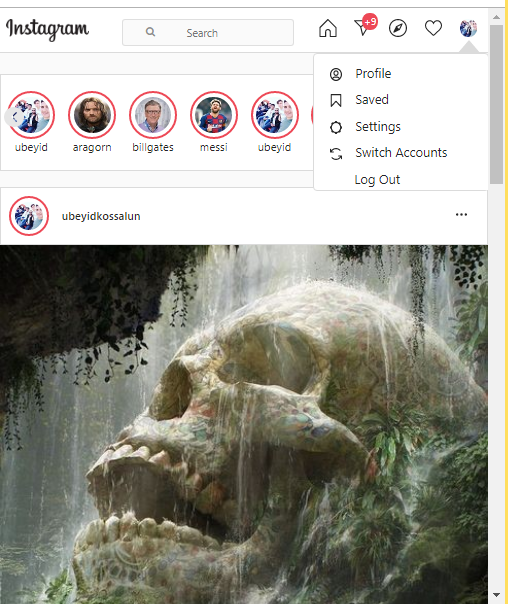 Instagram
Search
+9
Profile
Saved
Settings
Switch Accounts
Log Out
ubeyid aragorn billgates messi ubeyid
ubeyidkossalun